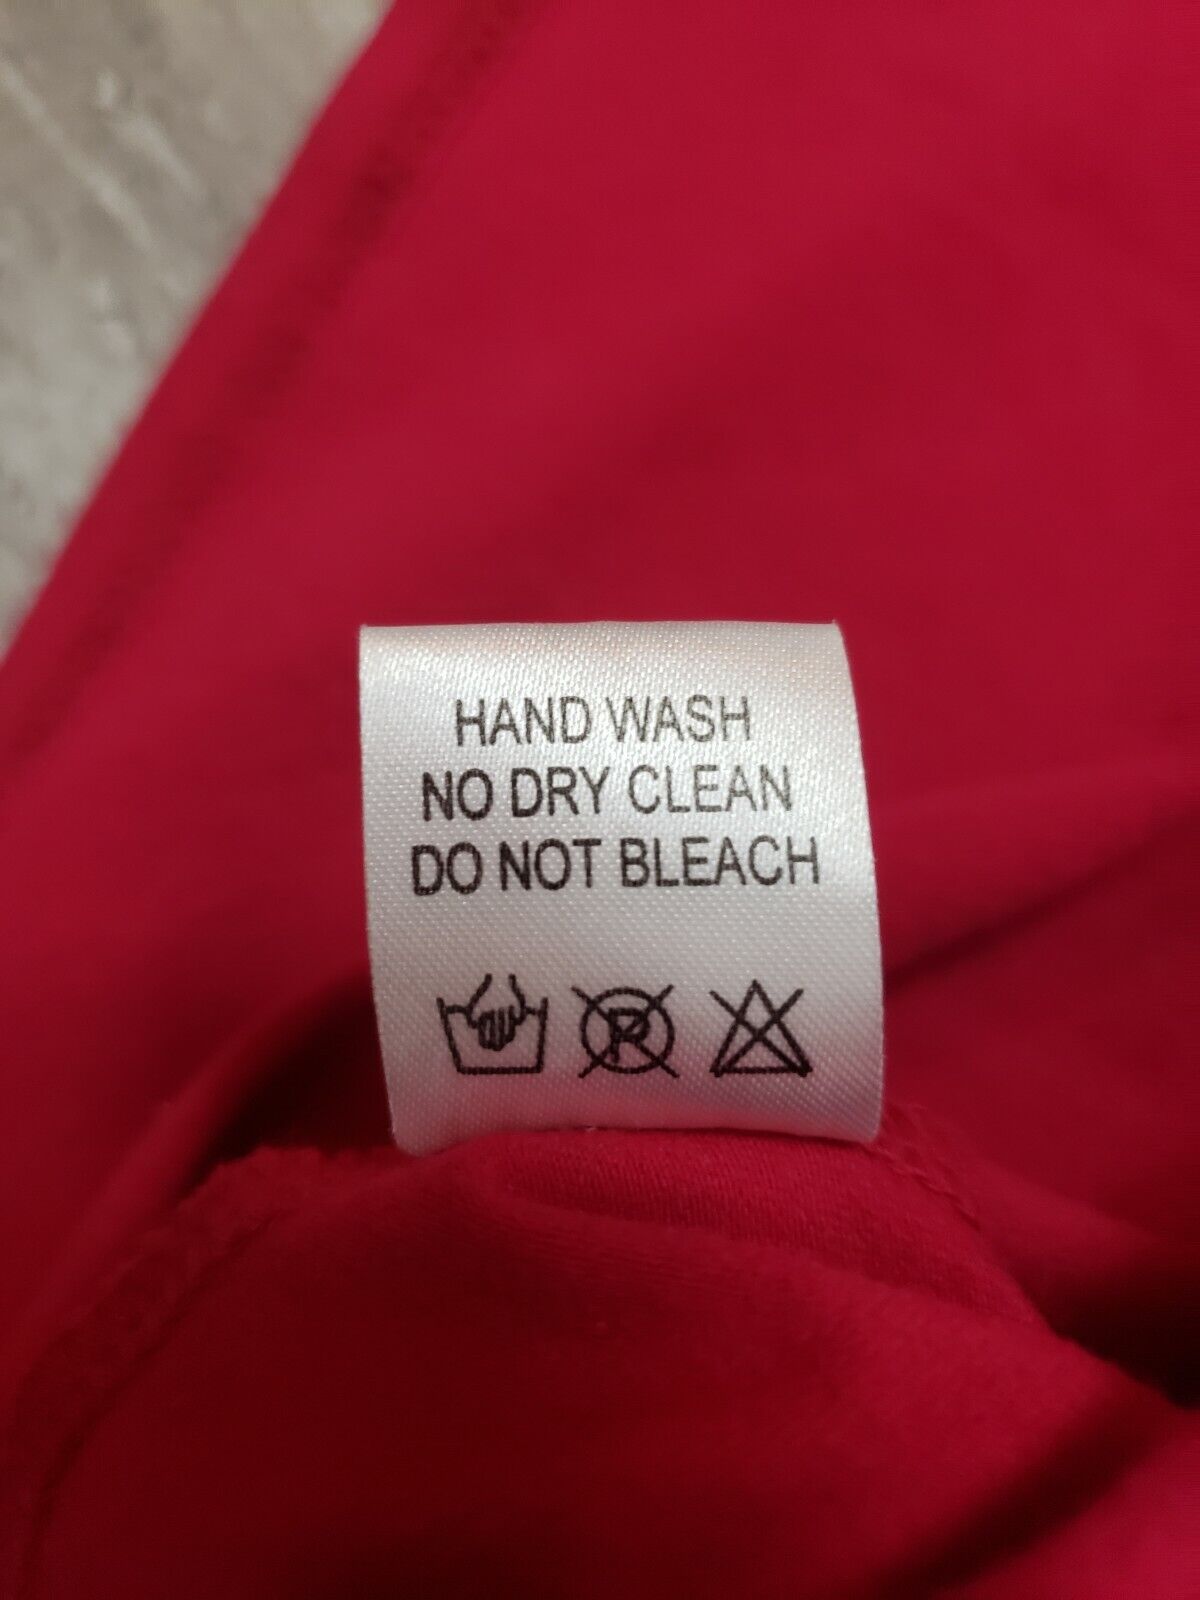 HAND WASH
NO DRY CLEAN
DO NOT BLEACH
P